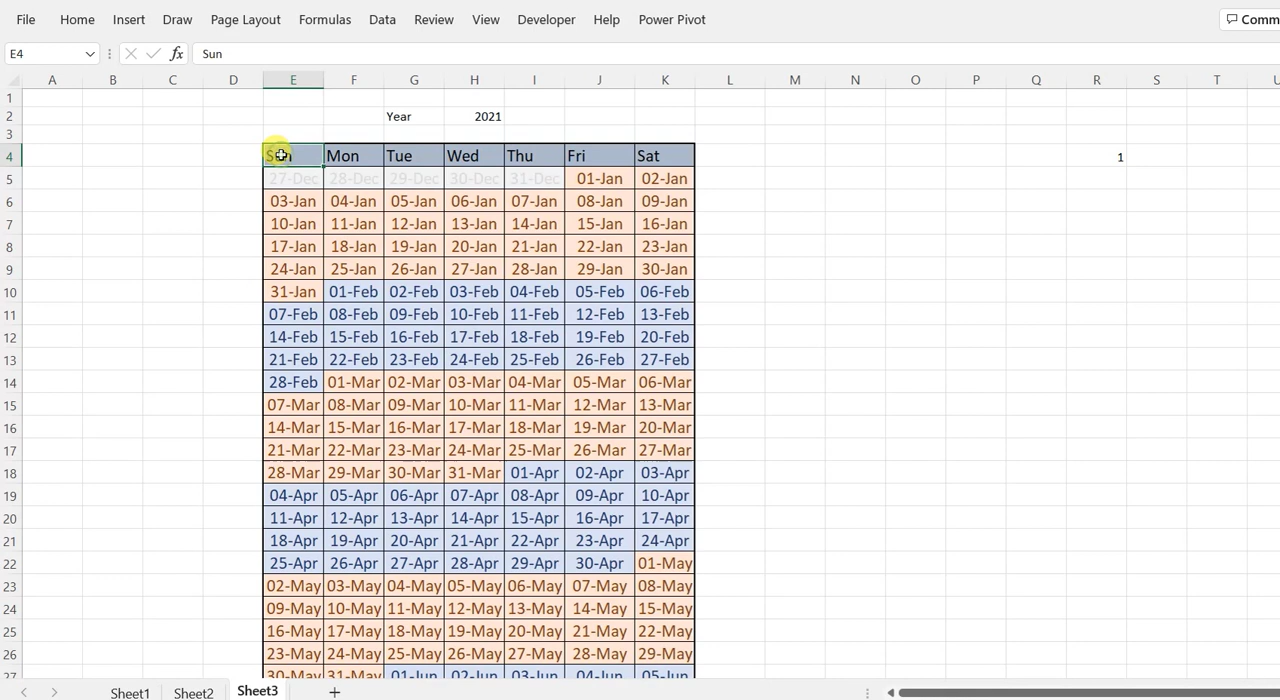 File Home Insert Draw Page Layout Formulas Data Review View Developer Help Power Pivot Comm
E4 fx Sun
A B C D E F G H I J K L M N O P Q R S T U
1
2 Year 2021
3
4 Sun Mon Tue Wed Thu Fri Sat 1
5 27-Dec 28-Dec 29-Dec 30-Dec 31-Dec 01-Jan 02-Jan
6 03-Jan 04-Jan 05-Jan 06-Jan 07-Jan 08-Jan 09-Jan
7 10-Jan 11-Jan 12-Jan 13-Jan 14-Jan 15-Jan 16-Jan
8 17-Jan 18-Jan 19-Jan 20-Jan 21-Jan 22-Jan 23-Jan
9 24-Jan 25-Jan 26-Jan 27-Jan 28-Jan 29-Jan 30-Jan
10 31-Jan 01-Feb 02-Feb 03-Feb 04-Feb 05-Feb 06-Feb
11 07-Feb 08-Feb 09-Feb 10-Feb 11-Feb 12-Feb 13-Feb
12 14-Feb 15-Feb 16-Feb 17-Feb 18-Feb 19-Feb 20-Feb
13 21-Feb 22-Feb 23-Feb 24-Feb 25-Feb 26-Feb 27-Feb
14 28-Feb 01-Mar 02-Mar 03-Mar 04-Mar 05-Mar 06-Mar
15 07-Mar 08-Mar 09-Mar 10-Mar 11-Mar 12-Mar 13-Mar
16 14-Mar 15-Mar 16-Mar 17-Mar 18-Mar 19-Mar 20-Mar
17 21-Mar 22-Mar 23-Mar 24-Mar 25-Mar 26-Mar 27-Mar
18 28-Mar 29-Mar 30-Mar 31-Mar 01-Apr 02-Apr 03-Apr
19 04-Apr 05-Apr 06-Apr 07-Apr 08-Apr 09-Apr 10-Apr
20 11-Apr 12-Apr 13-Apr 14-Apr 15-Apr 16-Apr 17-Apr
21 18-Apr 19-Apr 20-Apr 21-Apr 22-Apr 23-Apr 24-Apr
22 25-Apr 26-Apr 27-Apr 28-Apr 29-Apr 30-Apr 01-May
23 02-May 03-May 04-May 05-May 06-May 07-May 08-May
24 09-May 10-May 11-May 12-May 13-May 14-May 15-May
25 16-May 17-May 18-May 19-May 20-May 21-May 22-May
26 23-May 24-May 25-May 26-May 27-May 28-May 29-May
27 30-May 31-May 01-Jun 02-Jun 03-Jun 04-Jun 05-Jun
Sheet1 Sheet2 Sheet3